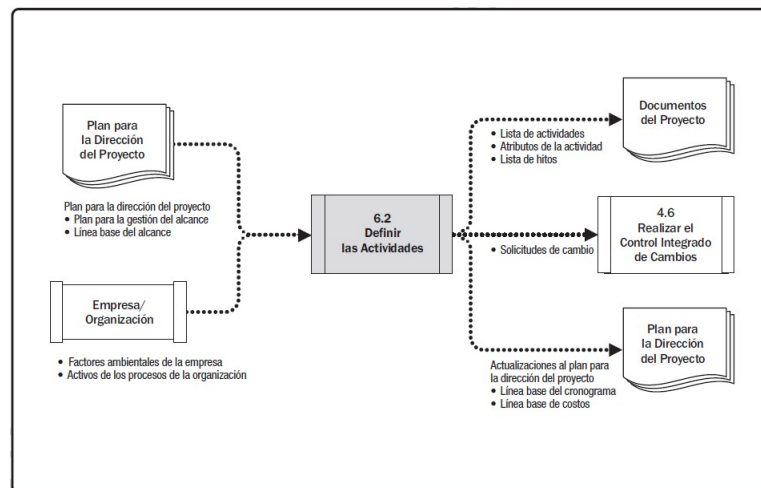 Plan para
la Dirección
del Proyecto
Plan para la dirección del proyecto
• Plan para la gestión del alcance
• Línea base del alcance
Empresa/
Organización
• Factores ambientales de la empresa
• Activos de los procesos de la organización
6.2
Definir
las Actividades
• Lista de actividades
• Atributos de la actividad
• Lista de hitos
Documentos
del Proyecto
• Solicitudes de cambio
4.6
Realizar el
Control Integrado
de Cambios
Actualizaciones al plan para
la dirección del proyecto
• Línea base del cronograma
• Línea base de costos
Plan para
la Dirección
del Proyecto